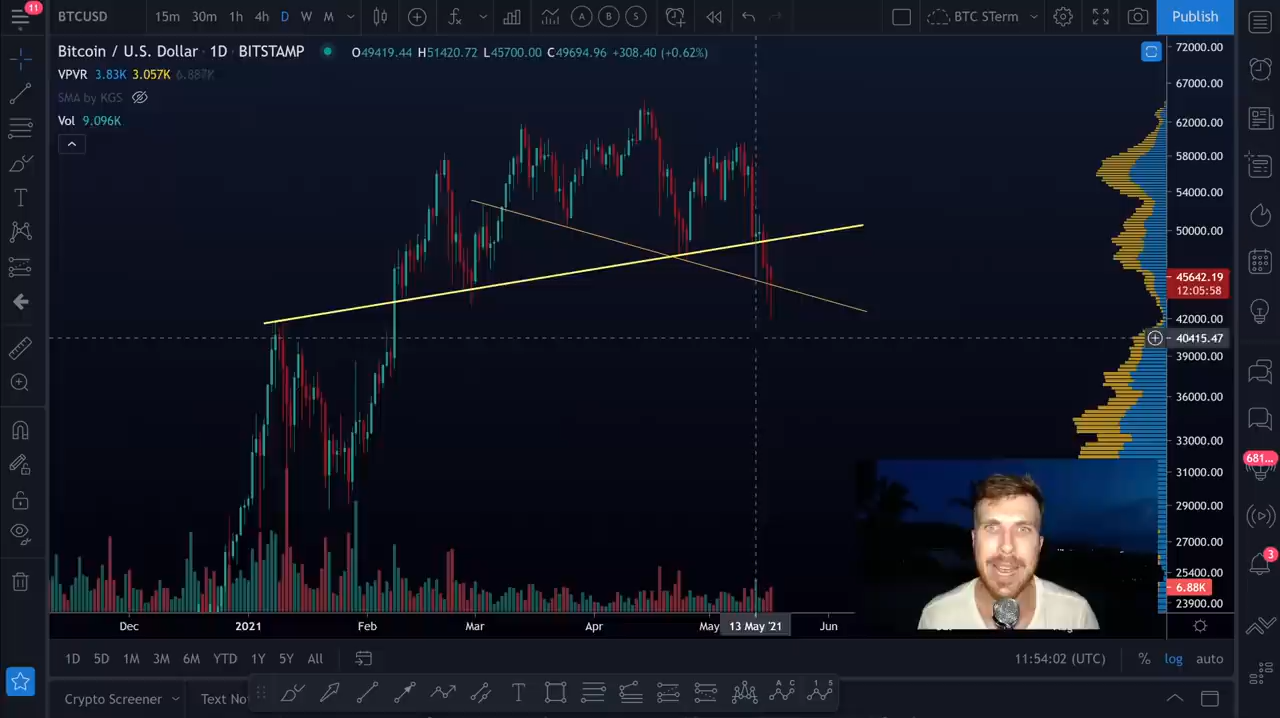 11
BTCUSD 15m 30m 1h 4h D W M A B S BTC STerm Publish
Bitcoin / U.S. Dollar · 1D · BITSTAMP O49419.44 H51420.72 L45700.00 C49694.96 +308.40 (+0.62%)
VPVR 3.83K 3.057K 6.887K
SMA by KGS
Vol 9.096K
72000.00
67000.00
62000.00
58000.00
54000.00
50000.00
45642.19
12:05:58
42000.00
40415.47
39000.00
36000.00
33000.00
31000.00
29000.00
27000.00
25400.00
6.88K
23900.00
681...
3
Dec 2021 Feb Mar Apr May 13 May '21 Jun
1D 5D 1M 3M 6M YTD 1Y 5Y All 11:54:02 (UTC) % log auto
Crypto Screener Text No T A C 1 5